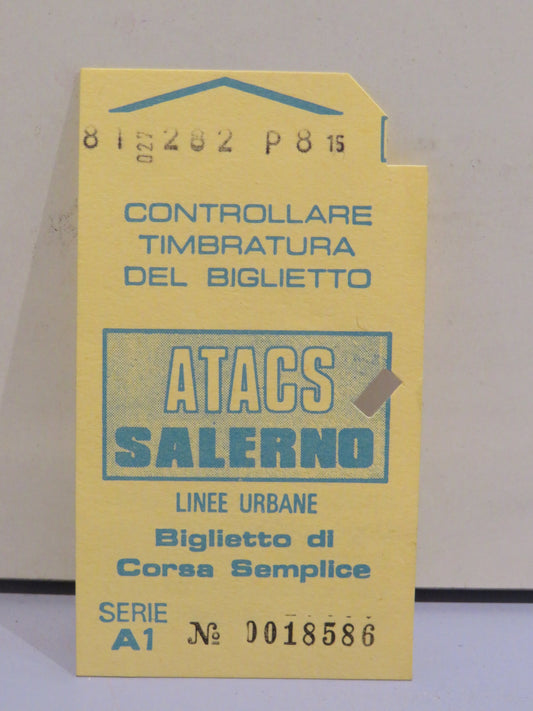 81 027 282 P 8 15
CONTROLLARE
TIMBRATURA
DEL BIGLIETTO
ATACS
SALERNO
LINEE URBANE
Biglietto di
Corsa Semplice
SERIE
A1 № 0018586